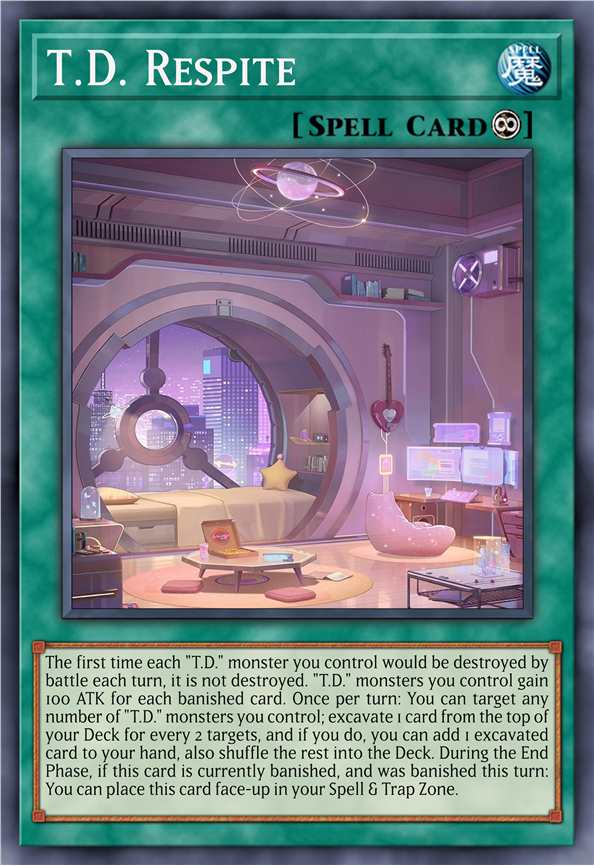 T.D. Respite
SPELL
魔
[Spell Card]
The first time each "T.D." monster you control would be destroyed by
battle each turn, it is not destroyed. "T.D." monsters you control gain
100 ATK for each banished card. Once per turn: You can target any
number of "T.D." monsters you control; excavate 1 card from the top of
your Deck for every 2 targets, and if you do, you can add 1 excavated
card to your hand, also shuffle the rest into the Deck. During the End
Phase, if this card is currently banished, and was banished this turn:
You can place this card face-up in your Spell & Trap Zone.